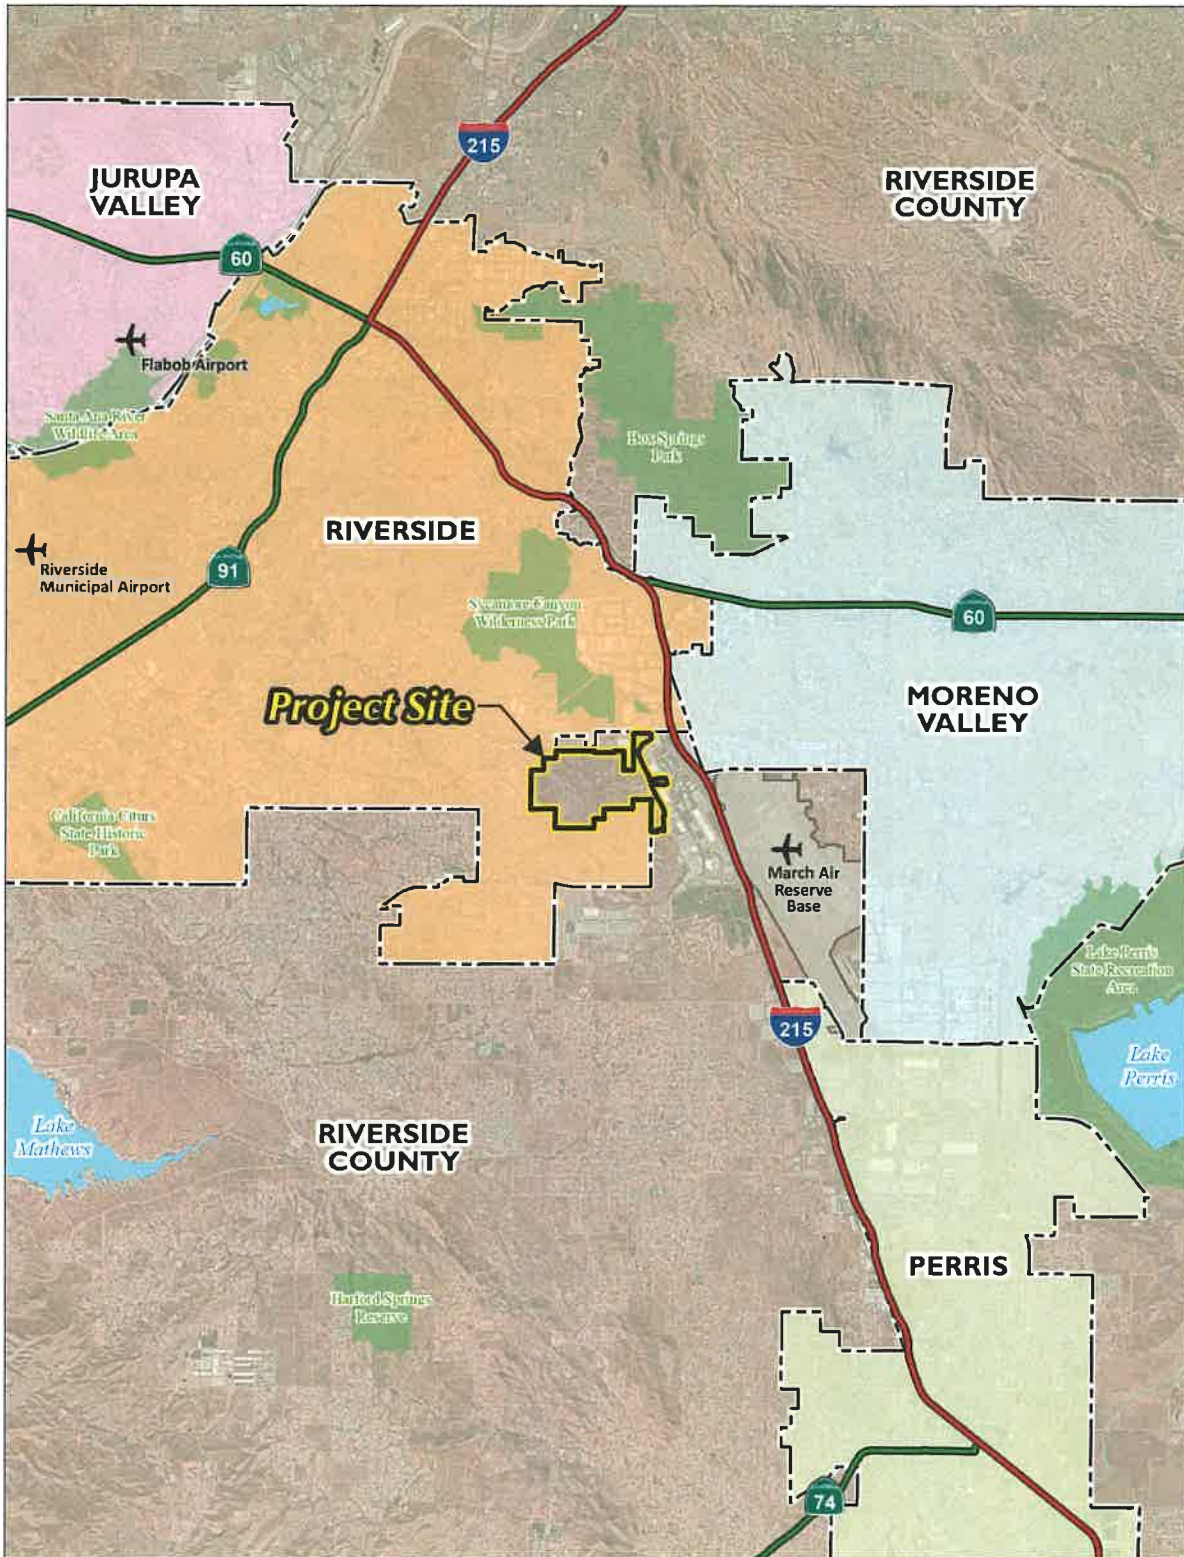 215
JURUPA
VALLEY
RIVERSIDE
COUNTY
60
Flabob Airport
Santa Ana River
Wildlife Area
Box Springs
Park
RIVERSIDE
Riverside
Municipal Airport
91
Sycamore Canyon
Wilderness Park
60
Project Site
MORENO
VALLEY
California Citrus
State Historic
Park
March Air
Reserve
Base
Lake Perris
State Recreation
Area
215
Lake
Perris
Lake
Mathews
RIVERSIDE
COUNTY
PERRIS
Harford Springs
Reserve
74